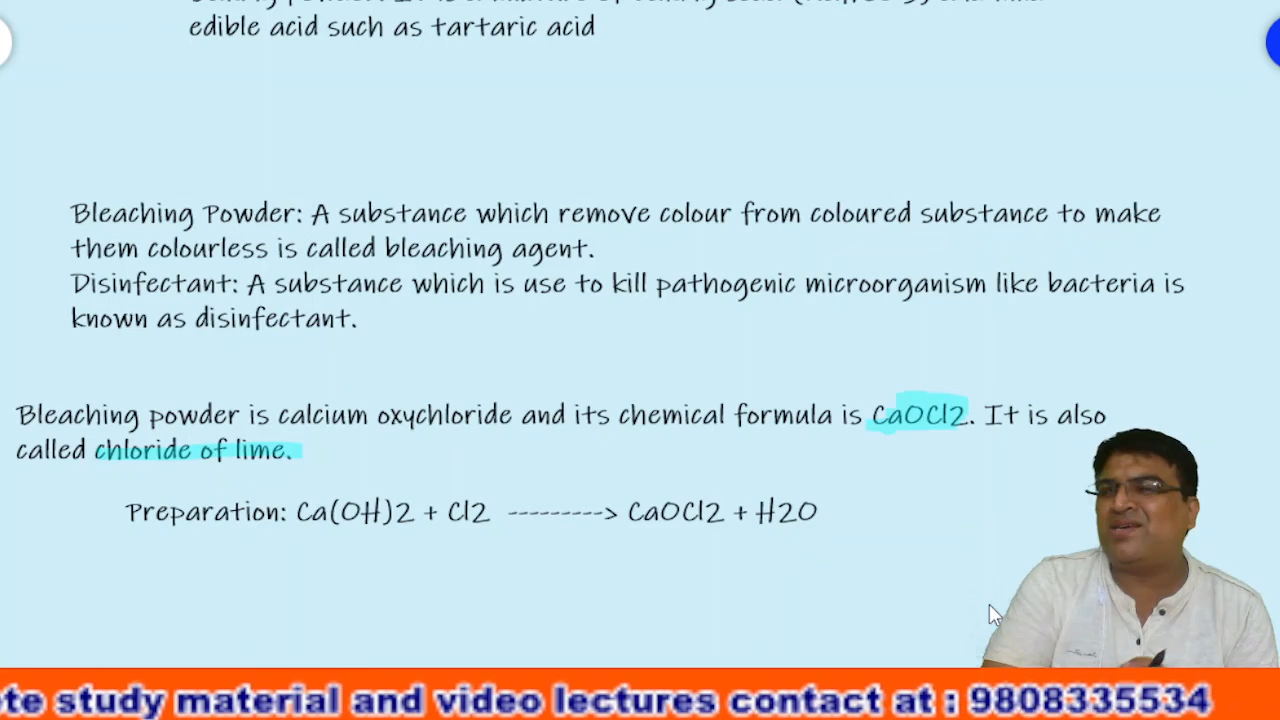 edible acid such as tartaric acid
Bleaching Powder: A substance which remove colour from coloured substance to make
them colourless is called bleaching agent.
Disinfectant: A substance which is use to kill pathogenic microorganism like bacteria is
known as disinfectant.
Bleaching powder is calcium oxychloride and its chemical formula is CaOCl2. It is also
called chloride of lime.
Preparation: Ca(OH)2 + Cl2 ---------> CaOCl2 + H2O
study material and video lectures contact at : 9808335534